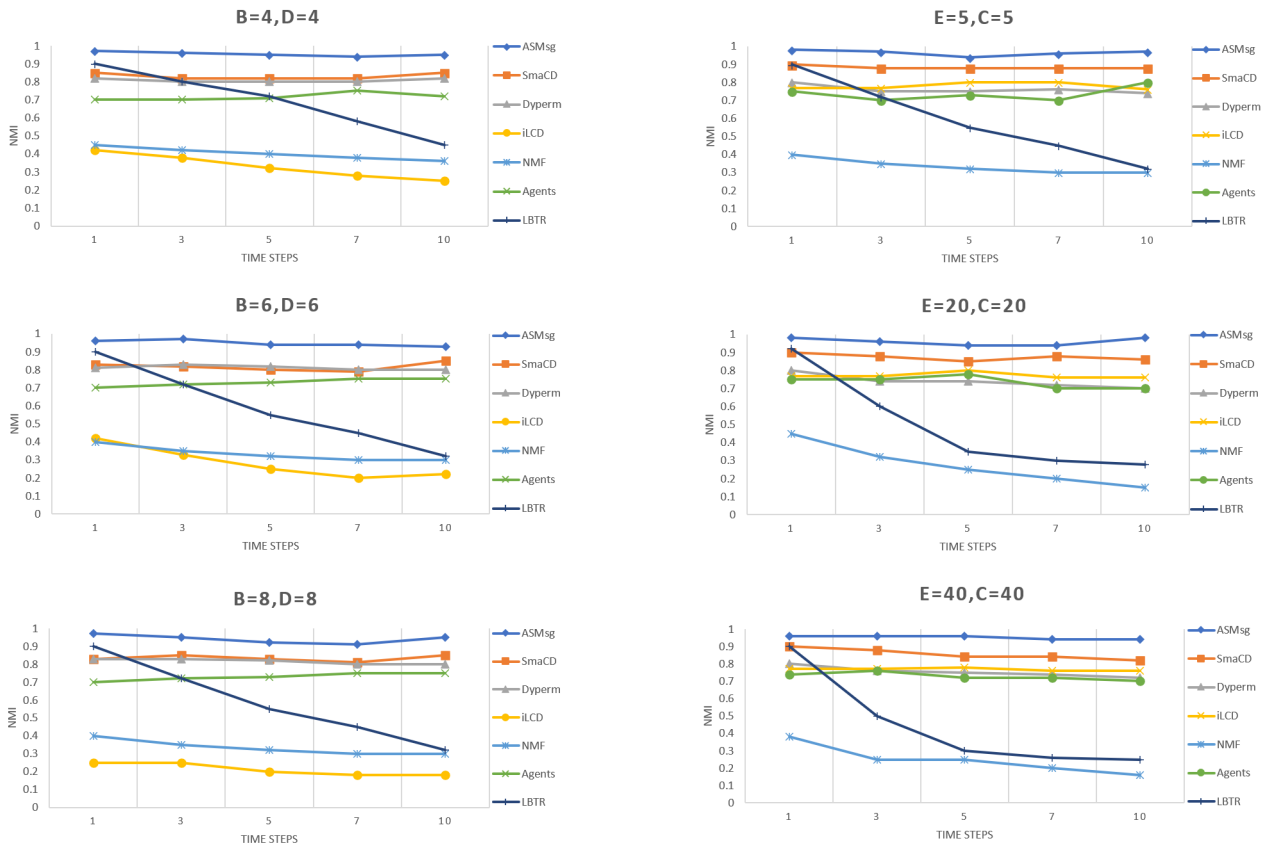 B=4,D=4
1
0.9
0.8
0.7
0.6
0.5
0.4
0.3
0.2
0.1
0
NMI
1 3 5 7 10
TIME STEPS
ASMsg
SmaCD
Dyperm
iLCD
NMF
Agents
LBTR
E=5,C=5
1
0.9
0.8
0.7
0.6
0.5
0.4
0.3
0.2
0.1
0
NMI
1 3 5 7 10
TIME STEPS
ASMsg
SmaCD
Dyperm
iLCD
NMF
Agents
LBTR
B=6,D=6
1
0.9
0.8
0.7
0.6
0.5
0.4
0.3
0.2
0.1
0
NMI
1 3 5 7 10
TIME STEPS
ASMsg
SmaCD
Dyperm
iLCD
NMF
Agents
LBTR
E=20,C=20
1
0.9
0.8
0.7
0.6
0.5
0.4
0.3
0.2
0.1
0
NMI
1 3 5 7 10
TIME STEPS
ASMsg
SmaCD
Dyperm
iLCD
NMF
Agents
LBTR
B=8,D=8
1
0.9
0.8
0.7
0.6
0.5
0.4
0.3
0.2
0.1
0
NMI
1 3 5 7 10
TIME STEPS
ASMsg
SmaCD
Dyperm
iLCD
NMF
Agents
LBTR
E=40,C=40
1
0.9
0.8
0.7
0.6
0.5
0.4
0.3
0.2
0.1
0
NMI
1 3 5 7 10
TIME STEPS
ASMsg
SmaCD
Dyperm
iLCD
NMF
Agents
LBTR